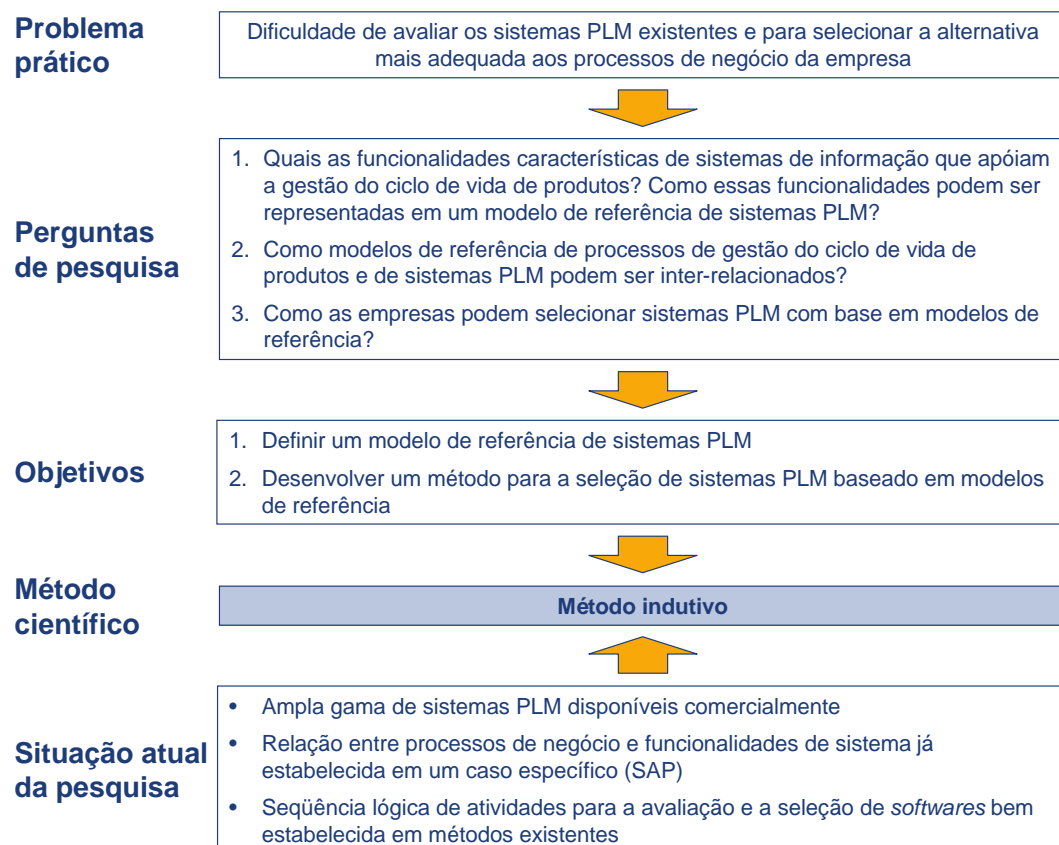 Problema
prático
Dificuldade de avaliar os sistemas PLM existentes e para selecionar a alternativa
mais adequada aos processos de negócio da empresa
Perguntas
de pesquisa
1. Quais as funcionalidades características de sistemas de informação que apóiam
a gestão do ciclo de vida de produtos? Como essas funcionalidades podem ser
representadas em um modelo de referência de sistemas PLM?
2. Como modelos de referência de processos de gestão do ciclo de vida de
produtos e de sistemas PLM podem ser inter-relacionados?
3. Como as empresas podem selecionar sistemas PLM com base em modelos de
referência?
Objetivos
1. Definir um modelo de referência de sistemas PLM
2. Desenvolver um método para a seleção de sistemas PLM baseado em modelos
de referência
Método
científico
Método indutivo
Situação atual
da pesquisa
• Ampla gama de sistemas PLM disponíveis comercialmente
• Relação entre processos de negócio e funcionalidades de sistema já
estabelecida em um caso específico (SAP)
• Seqüência lógica de atividades para a avaliação e a seleção de softwares bem
estabelecida em métodos existentes